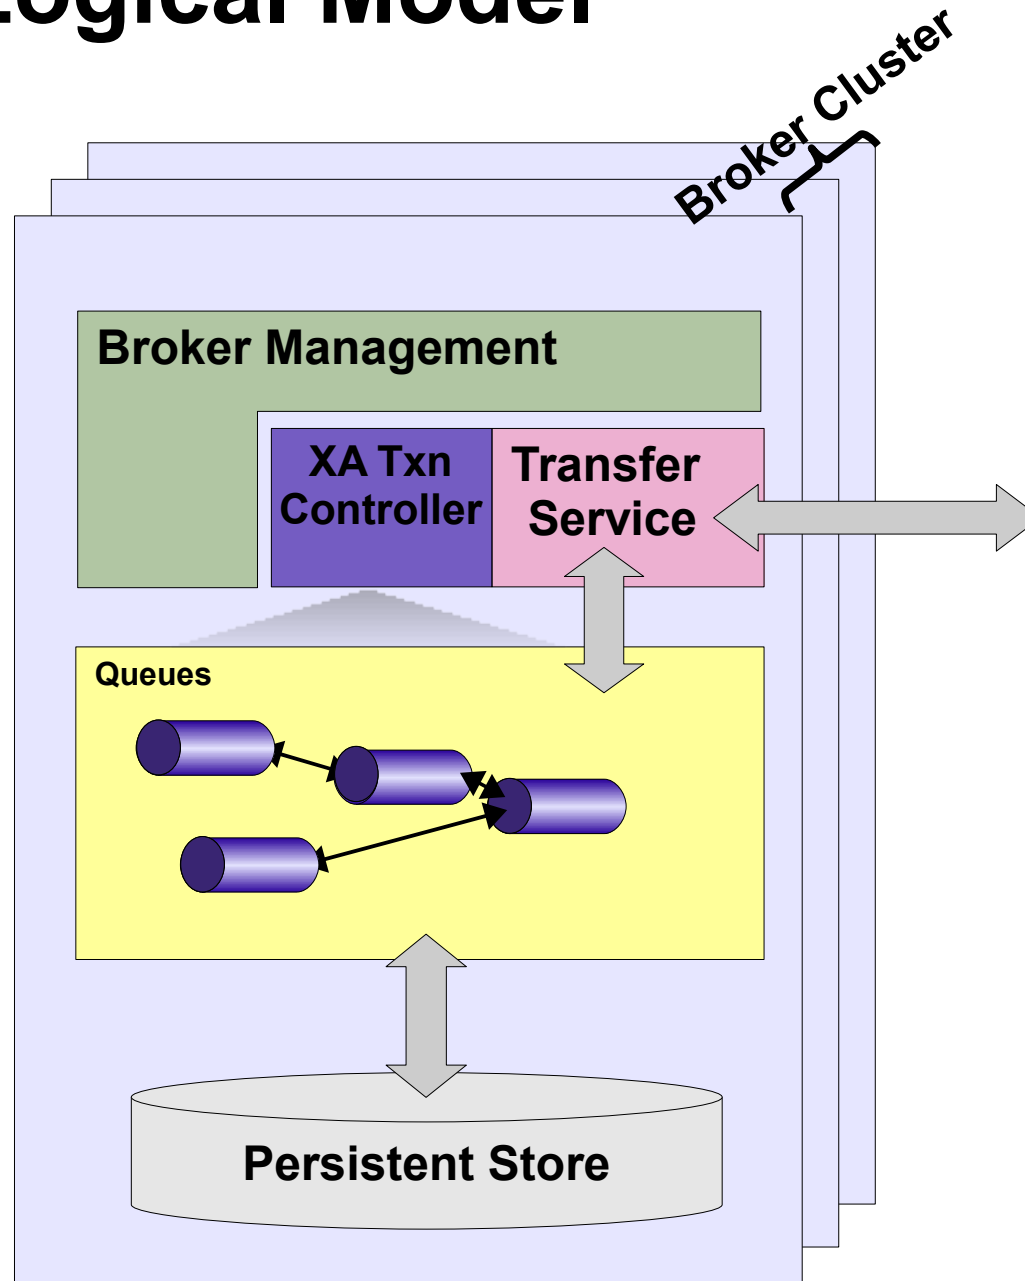 Logical Model
Broker Cluster
Broker Management
XA Txn
Controller
Transfer
Service
Queues
Persistent Store